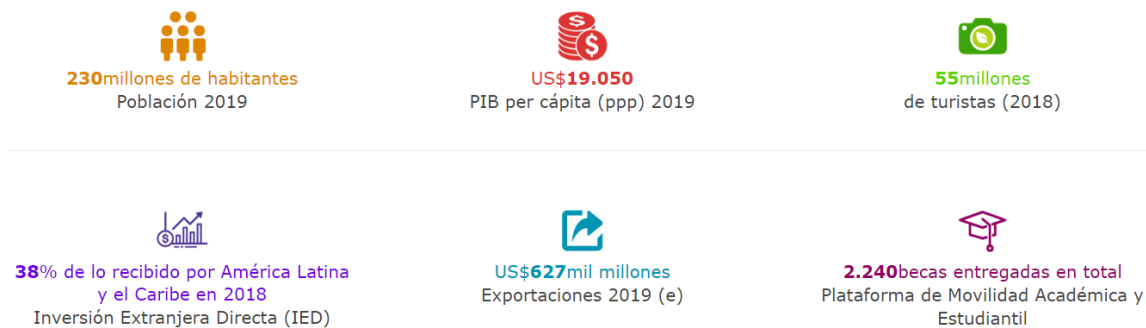 230millones de habitantes
Población 2019
US$19.050
PIB per cápita (ppp) 2019
55millones
de turistas (2018)
38% de lo recibido por América Latina
y el Caribe en 2018
Inversión Extranjera Directa (IED)
US$627mil millones
Exportaciones 2019 (e)
2.240becas entregadas en total
Plataforma de Movilidad Académica y
Estudiantil